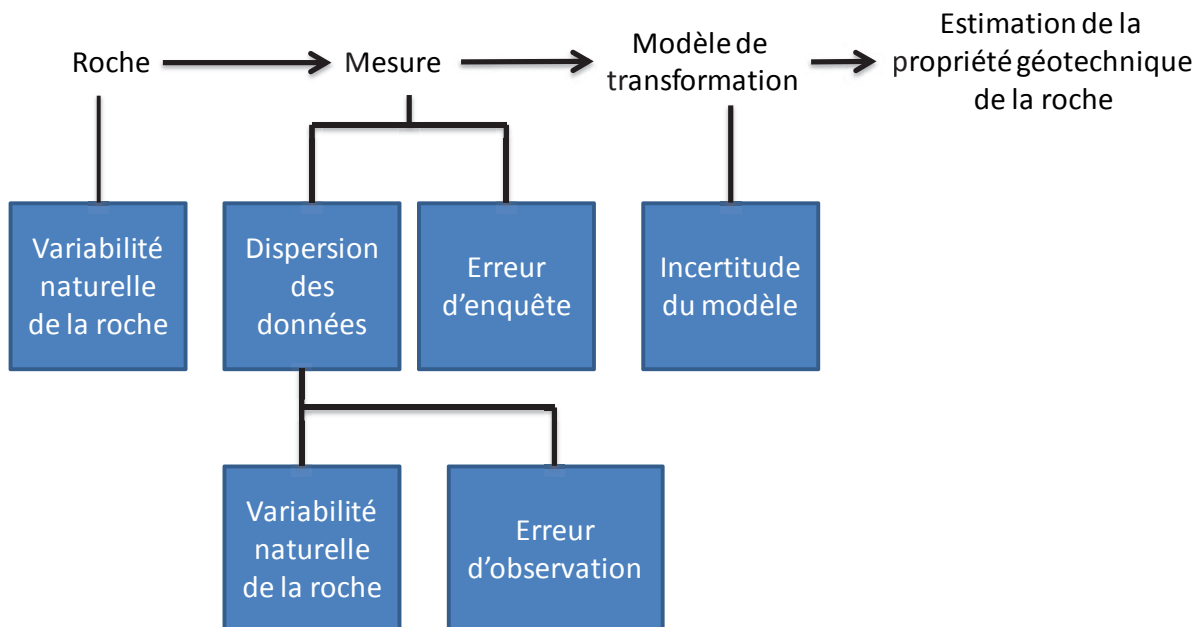 Roche
Mesure
Modèle de
transformation
Estimation de la
propriété géotechnique
de la roche
Variabilité
naturelle
de la roche
Dispersion
des
données
Erreur
d'enquête
Incertitude
du modèle
Variabilité
naturelle
de la roche
Erreur
d'observation